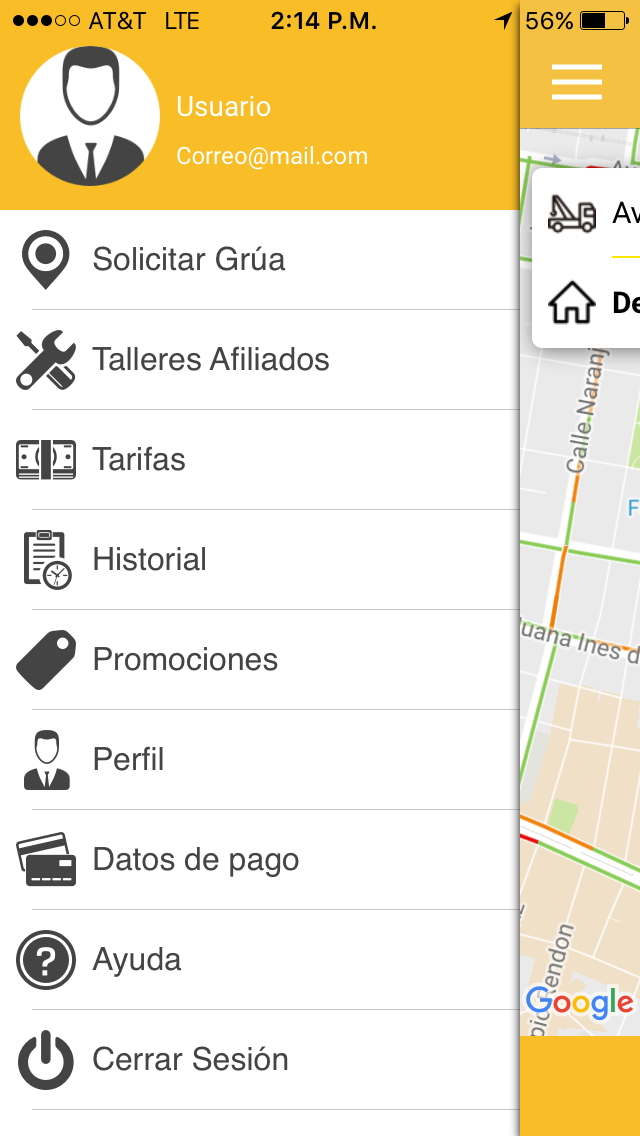 AT&T LTE 2:14 P.M. 56%
Usuario
Correo@mail.com
Solicitar Grúa
Talleres Afiliados
Tarifas
Historial
Promociones
Perfil
Datos de pago
Ayuda
Cerrar Sesión
Av
De
Calle Naranj
F
uana Ines d
Rendon
Google